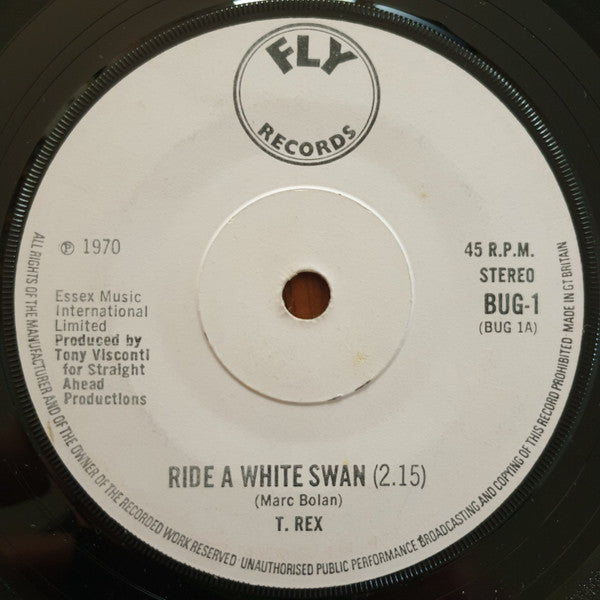 FLY
RECORDS
℗ 1970
45 R.P.M.
STEREO
BUG-1
(BUG 1A)
Essex Music
International
Limited
Produced by
Tony Visconti
for Straight
Ahead
Productions
RIDE A WHITE SWAN (2.15)
(Marc Bolan)
T. REX
ALL RIGHTS OF THE MANUFACTURER AND OF THE OWNER OF THE RECORDED WORK RESERVED UNAUTHORISED PUBLIC PERFORMANCE BROADCASTING AND COPYING OF THIS RECORD PROHIBITED MADE IN GT BRITAIN